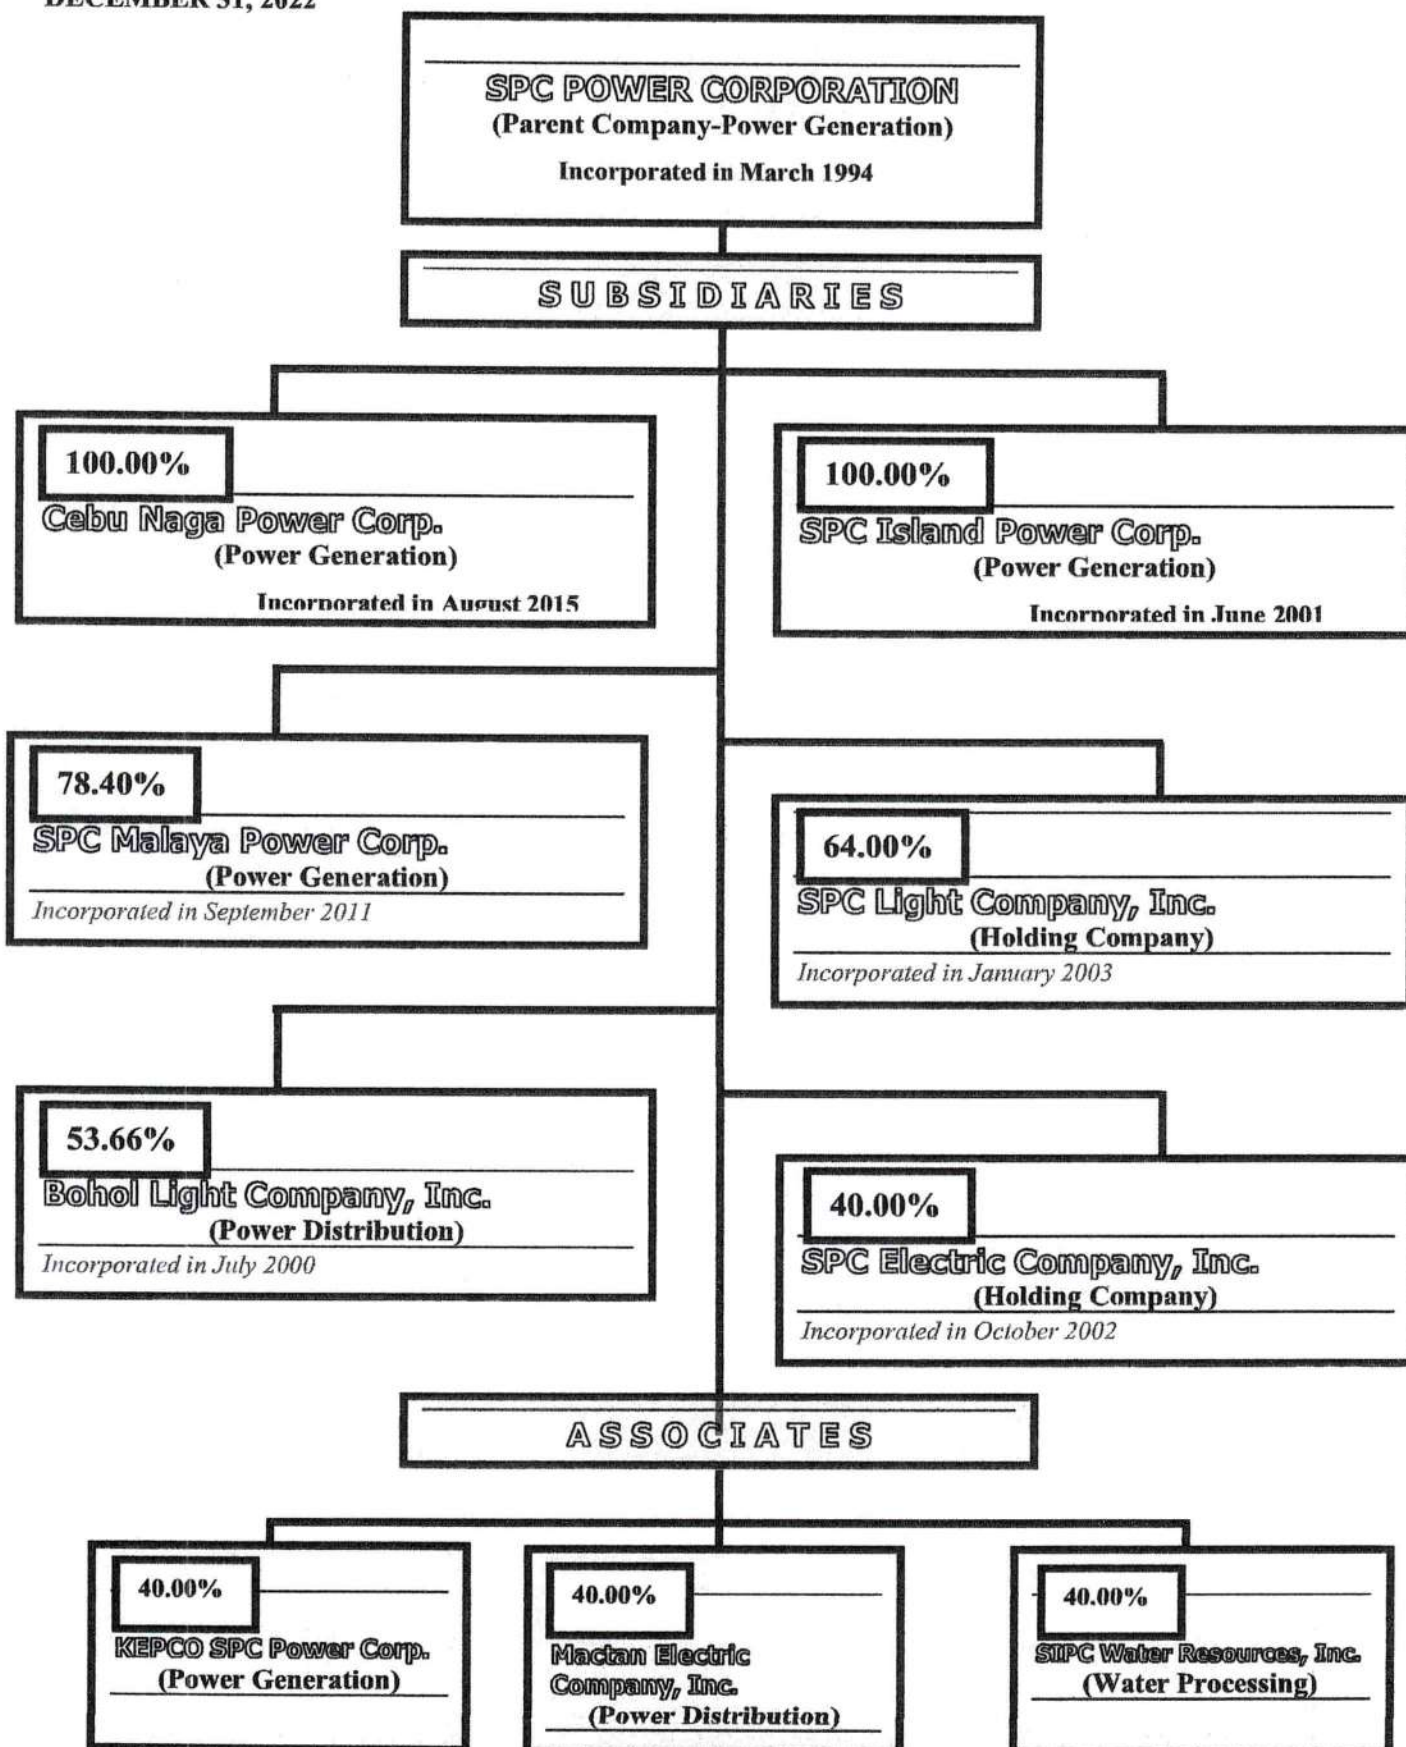 DECEMBER 31, 2022
SPC POWER CORPORATION
(Parent Company-Power Generation)
Incorporated in March 1994
SUBSIDIARIES
100.00%
Cebu Naga Power Corp.
(Power Generation)
Incorporated in August 2015
100.00%
SPC Island Power Corp.
(Power Generation)
Incorporated in June 2001
78.40%
SPC Malaya Power Corp.
(Power Generation)
Incorporated in September 2011
64.00%
SPC Light Company, Inc.
(Holding Company)
Incorporated in January 2003
53.66%
Bohol Light Company, Inc.
(Power Distribution)
Incorporated in July 2000
40.00%
SPC Electric Company, Inc.
(Holding Company)
Incorporated in October 2002
ASSOCIATES
40.00%
KEPCO SPC Power Corp.
(Power Generation)
40.00%
Mactan Electric
Company, Inc.
(Power Distribution)
40.00%
SIPC Water Resources, Inc.
(Water Processing)